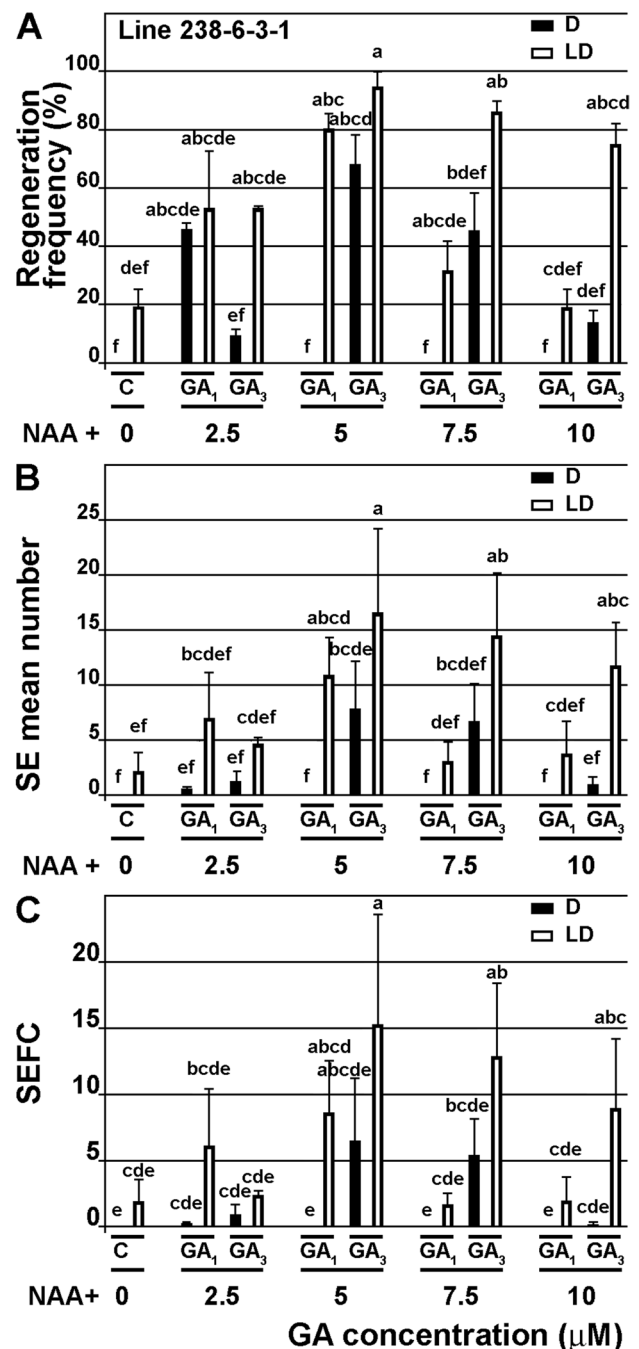 A
Line 238-6-3-1
D
LD
Regeneration
frequency (%)
100
80
60
40
20
0
f
def
abcde
abcde
ef
abcde
f
abc
abcd
a
f
abcde
bdef
ab
f
cdef
def
abcd
C
GA1
GA3
GA1
GA3
GA1
GA3
GA1
GA3
NAA + 0 2.5 5 7.5 10
B
D
LD
SE mean number
25
20
15
10
5
0
f
ef
ef
bcdef
ef
cdef
f
abcd
bcde
a
f
def
bcdef
ab
f
cdef
ef
abc
C
GA1
GA3
GA1
GA3
GA1
GA3
GA1
GA3
NAA + 0 2.5 5 7.5 10
C
D
LD
SEFC
20
15
10
5
0
e
cde
cde
bcde
cde
cde
e
abcd
abcde
a
e
cde
bcde
ab
e
cde
cde
abc
C
GA1
GA3
GA1
GA3
GA1
GA3
GA1
GA3
NAA+ 0 2.5 5 7.5 10
GA concentration (μM)